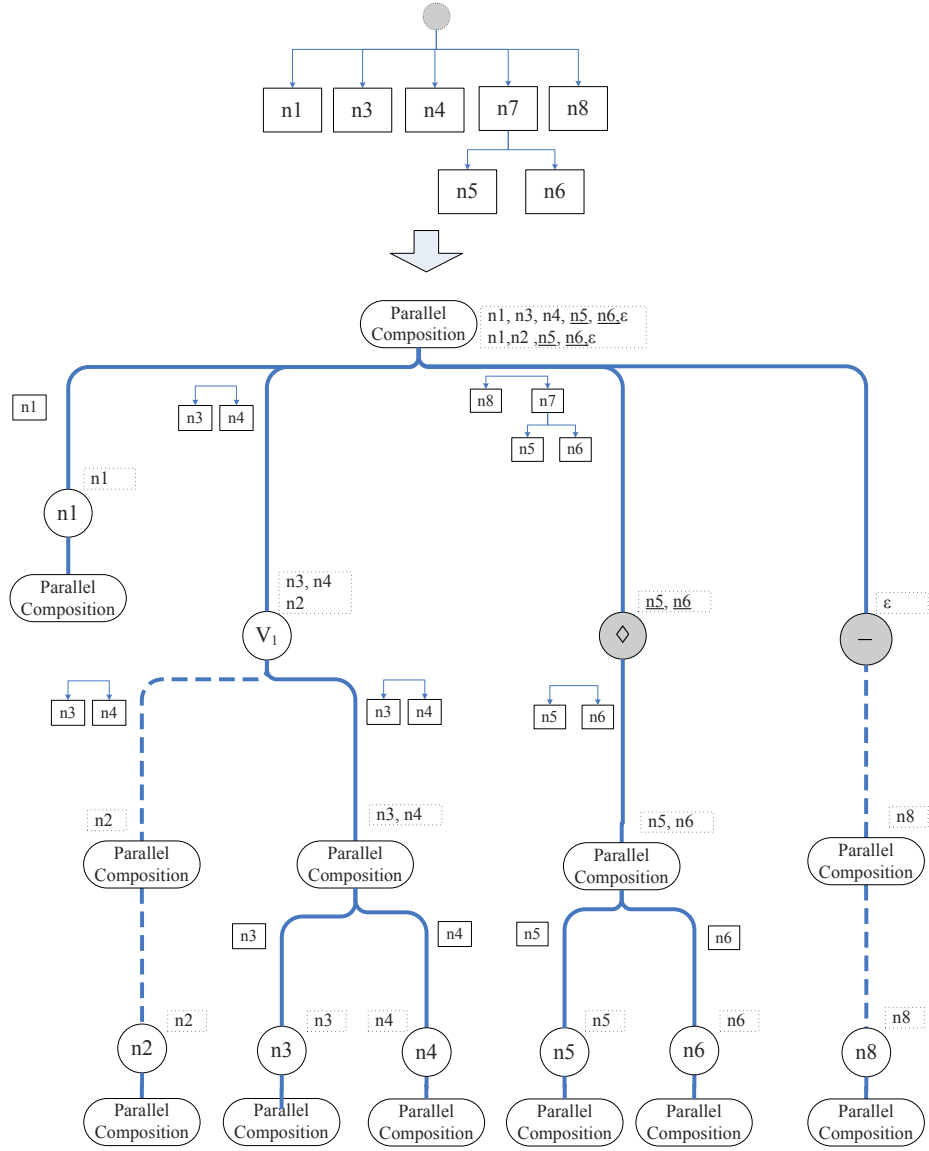 n1
n3
n4
n7
n8
n5
n6
Parallel
Composition
n1, n3, n4, n5, n6,ε
n1,n2 ,n5, n6,ε
n1
n3
n4
n8
n7
n5
n6
n1
n1
Parallel
Composition
n3, n4
n2
V1
n5, n6
◊
ε
–
n3
n4
n3
n4
n5
n6
n2
n3, n4
n5, n6
n8
Parallel
Composition
Parallel
Composition
Parallel
Composition
Parallel
Composition
n3
n4
n5
n6
n2
n3
n4
n5
n6
n8
n2
n3
n4
n5
n6
n8
Parallel
Composition
Parallel
Composition
Parallel
Composition
Parallel
Composition
Parallel
Composition
Parallel
Composition